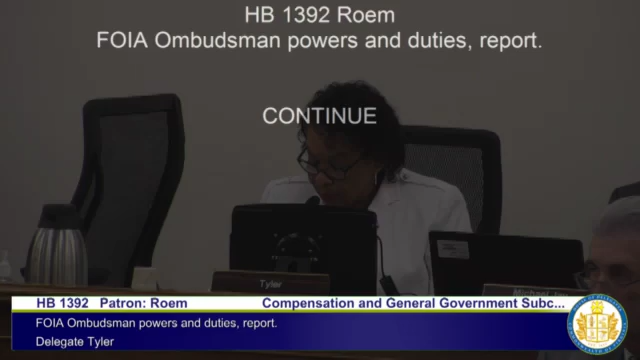 HB 1392 Roem
FOIA Ombudsman powers and duties, report.
CONTINUE
Tyler
HB 1392 Patron: Roem Compensation and General Government Subc...
FOIA Ombudsman powers and duties, report.
Delegate Tyler